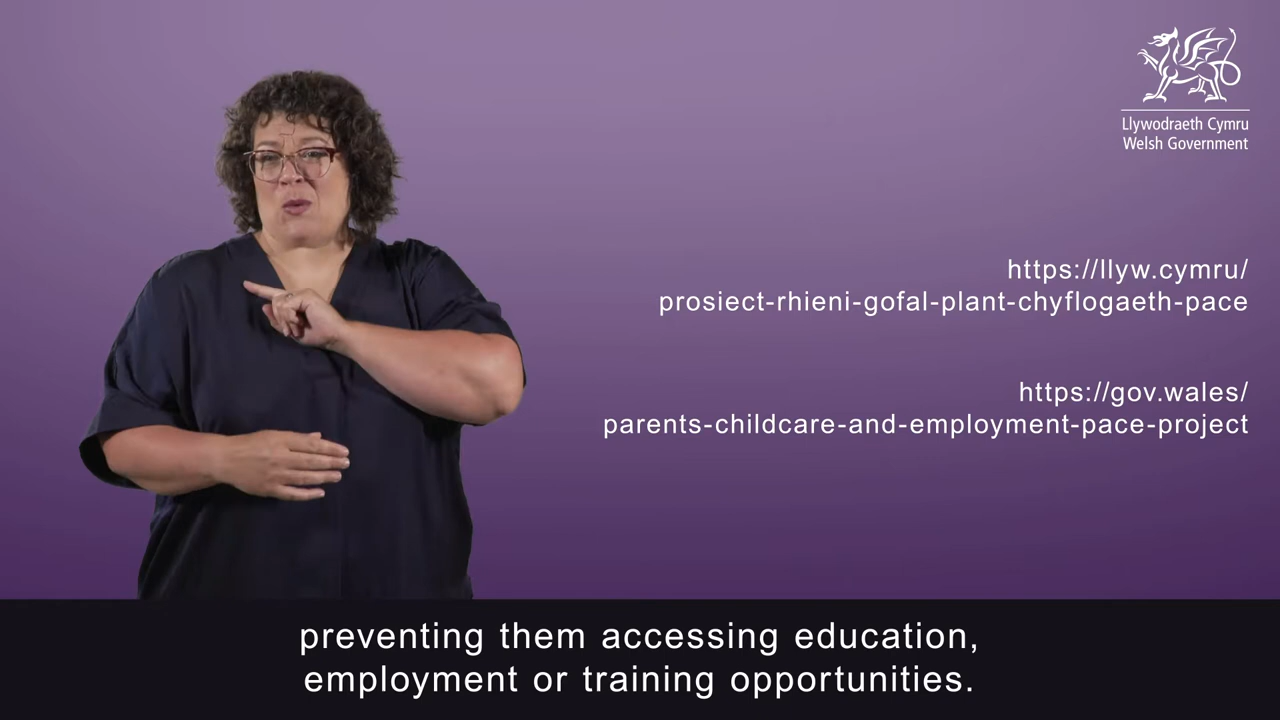 Llywodraeth Cymru
Welsh Government
https://llyw.cymru/
prosiect-rhieni-gofal-plant-chyflogaeth-pace
https://gov.wales/
parents-childcare-and-employment-pace-project
preventing them accessing education,
employment or training opportunities.